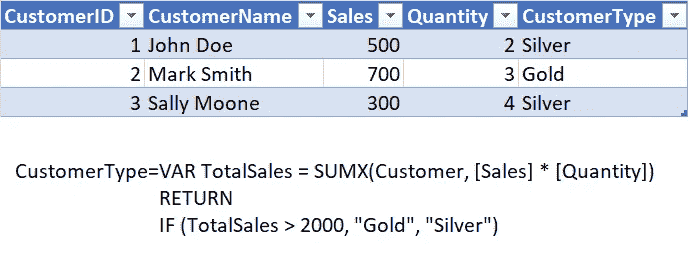 CustomerID CustomerName Sales Quantity CustomerType
1 John Doe 500 2 Silver
2 Mark Smith 700 3 Gold
3 Sally Moone 300 4 Silver
CustomerType=VAR TotalSales = SUMX(Customer, [Sales] * [Quantity])
RETURN
IF (TotalSales > 2000, "Gold", "Silver")